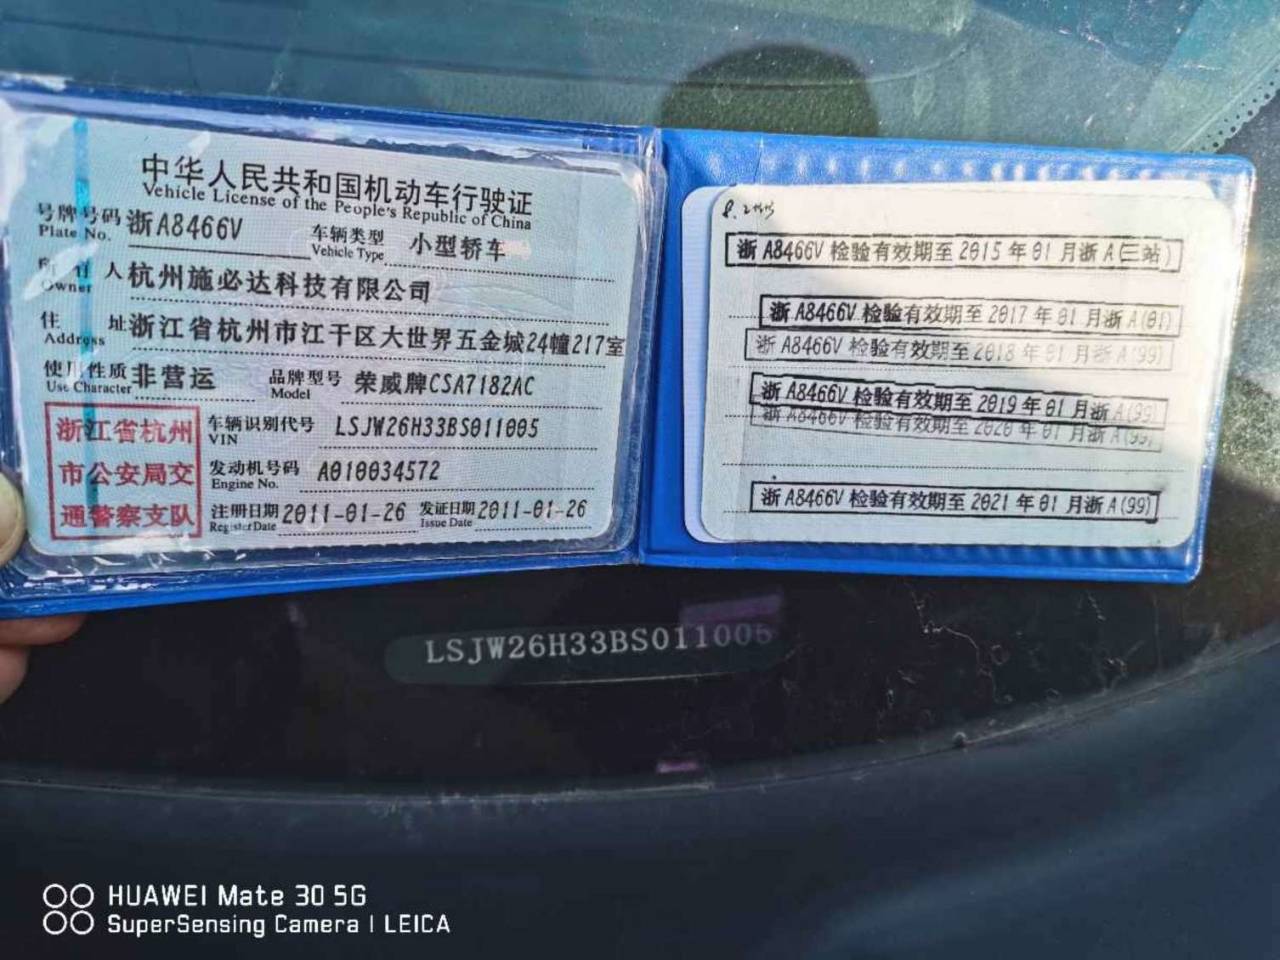 中华人民共和国机动车行驶证
Vehicle License of the People's Republic of China
号牌号码 浙A8466V 车辆类型 小型轿车
Plate No. Vehicle Type
所有人 杭州施必达科技有限公司
Owner
住址 浙江省杭州市江干区大世界五金城24幢217室
Address
使用性质 非营运 品牌型号 荣威牌CSA7182AC
Use Character Model
浙江省杭州
市公安局交
通警察支队
车辆识别代号 LSJW26H33BS011005
VIN
发动机号码 A010034572
Engine No.
注册日期 2011-01-26 发证日期 2011-01-26
Register Date Issue Date
浙A8466V 检验有效期至2015年01月浙A(三站)
浙A8466V 检验有效期至2017年01月浙A(01)
浙A8466V 检验有效期至2018年01月浙A(99)
浙A8466V 检验有效期至2019年01月浙A(99)
浙A8466V 检验有效期至2020年01月浙A(99)
浙A8466V 检验有效期至2021年01月浙A(99)
LSJW26H33BS011005
HUAWEI Mate 30 5G
SuperSensing Camera | LEICA